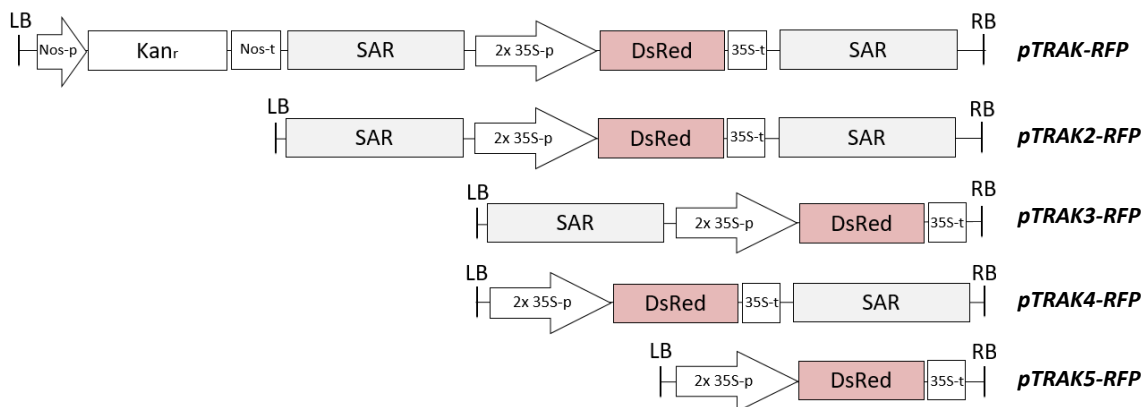 LB Nos-p Kanr Nos-t SAR 2x 35S-p DsRed 35S-t SAR RB pTRAK-RFP
LB SAR 2x 35S-p DsRed 35S-t SAR RB pTRAK2-RFP
LB SAR 2x 35S-p DsRed 35S-t RB pTRAK3-RFP
LB 2x 35S-p DsRed 35S-t SAR RB pTRAK4-RFP
LB 2x 35S-p DsRed 35S-t RB pTRAK5-RFP